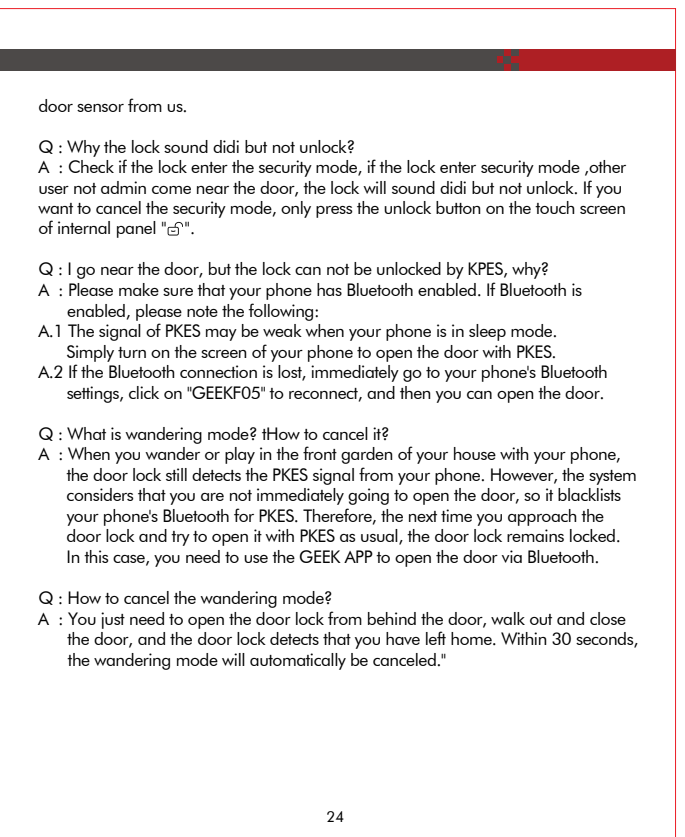 door sensor from us.
Q : Why the lock sound didi but not unlock?
A : Check if the lock enter the security mode, if the lock enter security mode ,other
user not admin come near the door, the lock will sound didi but not unlock. If you
want to cancel the security mode, only press the unlock button on the touch screen
of internal panel "🔓".
Q : I go near the door, but the lock can not be unlocked by KPES, why?
A : Please make sure that your phone has Bluetooth enabled. If Bluetooth is
enabled, please note the following:
A.1 The signal of PKES may be weak when your phone is in sleep mode.
Simply turn on the screen of your phone to open the door with PKES.
A.2 If the Bluetooth connection is lost, immediately go to your phone's Bluetooth
settings, click on "GEEKF05" to reconnect, and then you can open the door.
Q : What is wandering mode? tHow to cancel it?
A : When you wander or play in the front garden of your house with your phone,
the door lock still detects the PKES signal from your phone. However, the system
considers that you are not immediately going to open the door, so it blacklists
your phone's Bluetooth for PKES. Therefore, the next time you approach the
door lock and try to open it with PKES as usual, the door lock remains locked.
In this case, you need to use the GEEK APP to open the door via Bluetooth.
Q : How to cancel the wandering mode?
A : You just need to open the door lock from behind the door, walk out and close
the door, and the door lock detects that you have left home. Within 30 seconds,
the wandering mode will automatically be canceled."
24